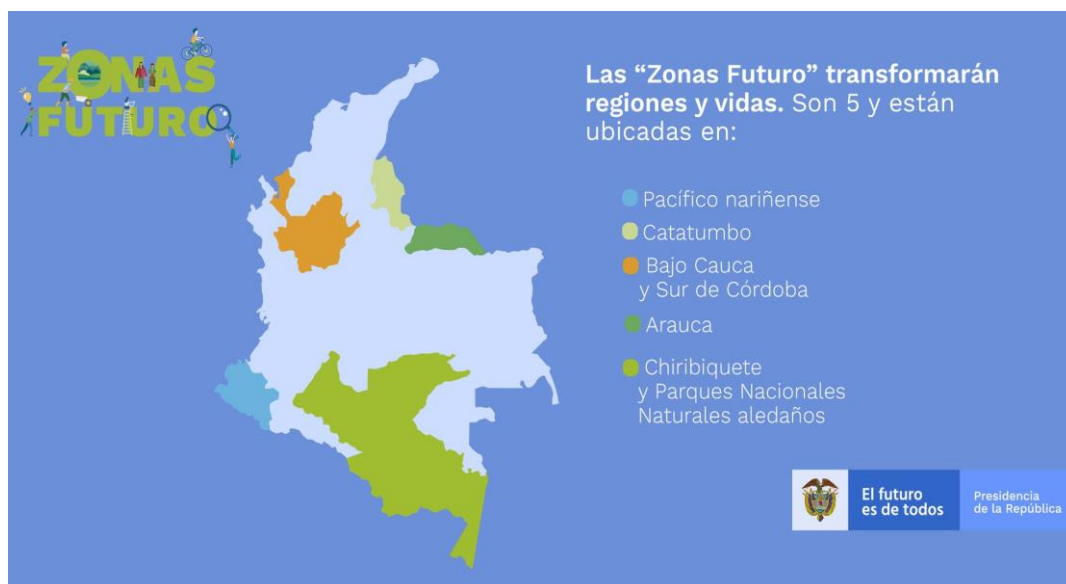 ZONAS
FUTURO
Las “Zonas Futuro” transformarán
regiones y vidas. Son 5 y están
ubicadas en:
Pacífico nariñense
Catatumbo
Bajo Cauca
y Sur de Córdoba
Arauca
Chiribiquete
y Parques Nacionales
Naturales aledaños
El futuro
es de todos
Presidencia
de la República